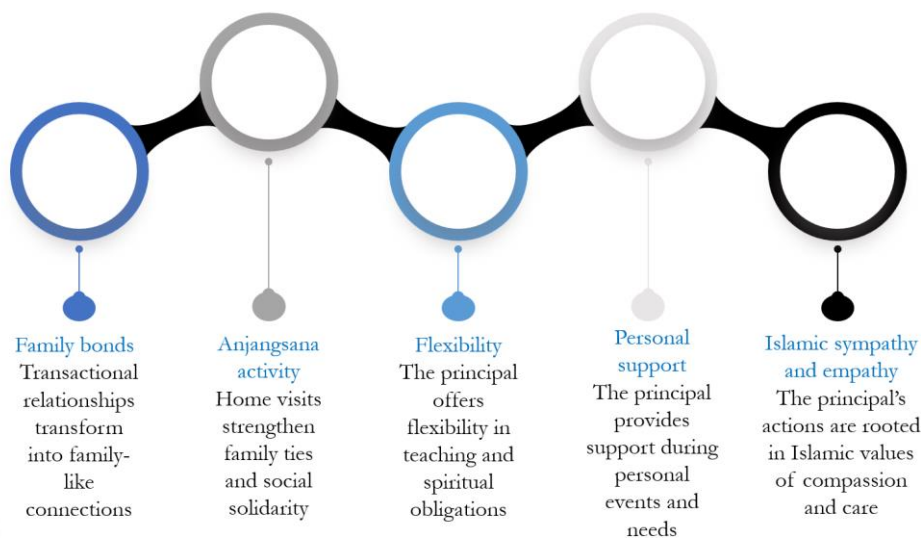 Family bonds
Transactional
relationships
transform
into family-
like
connections
Anjangsana
activity
Home visits
strengthen
family ties
and social
solidarity
Flexibility
The principal
offers
flexibility in
teaching and
spiritual
obligations
Personal
support
The principal
provides
support during
personal
events and
needs
Islamic sympathy
and empathy
The principal’s
actions are rooted
in Islamic values
of compassion
and care